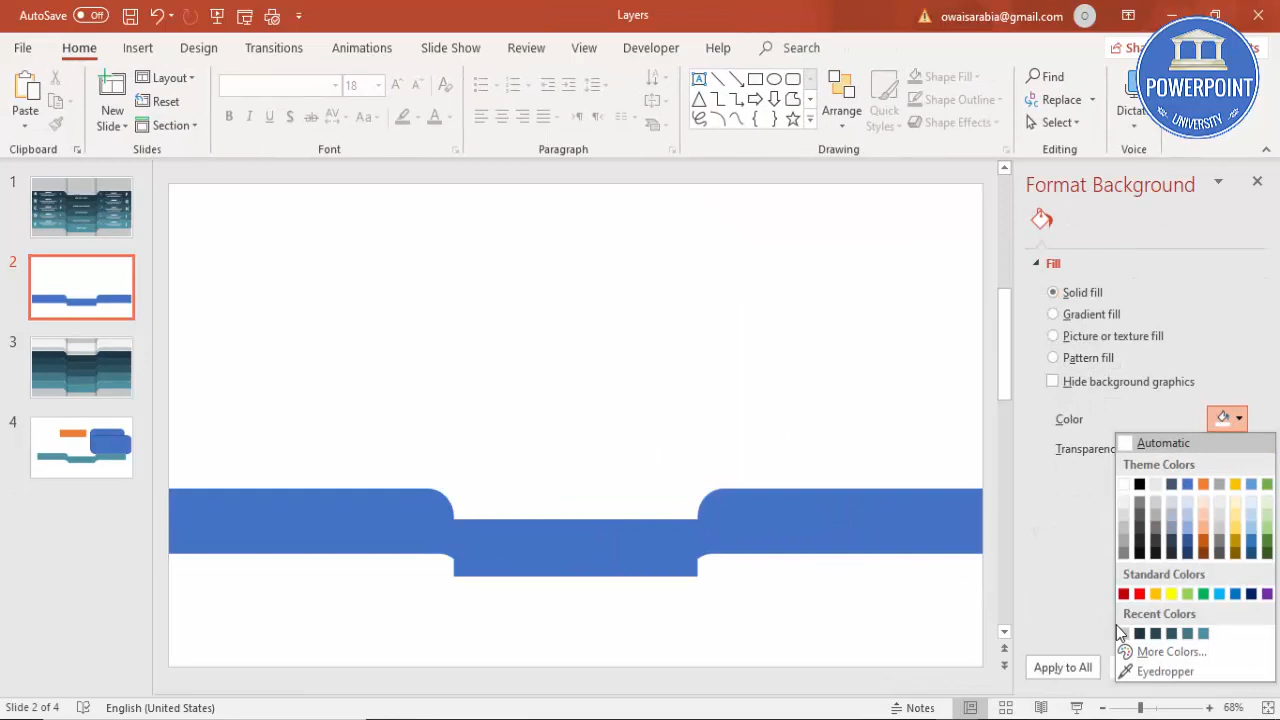 AutoSave Off Layers owaisarabia@gmail.com O
File Home Insert Design Transitions Animations Slide Show Review View Developer Help Search
POWERPOINT
UNIVERSITY
Paste New Slide Layout Reset Section 18 Arrange Quick Styles Shape Fill Shape Outline Shape Effects Find Replace Select
Clipboard Slides Font Paragraph Drawing Editing Voice
1
2
3
4
Format Background
Fill
Solid fill
Gradient fill
Picture or texture fill
Pattern fill
Hide background graphics
Color
Automatic
Theme Colors
Standard Colors
Recent Colors
More Colors...
Eyedropper
Apply to All
Slide 2 of 4 English (United States) Notes 68%